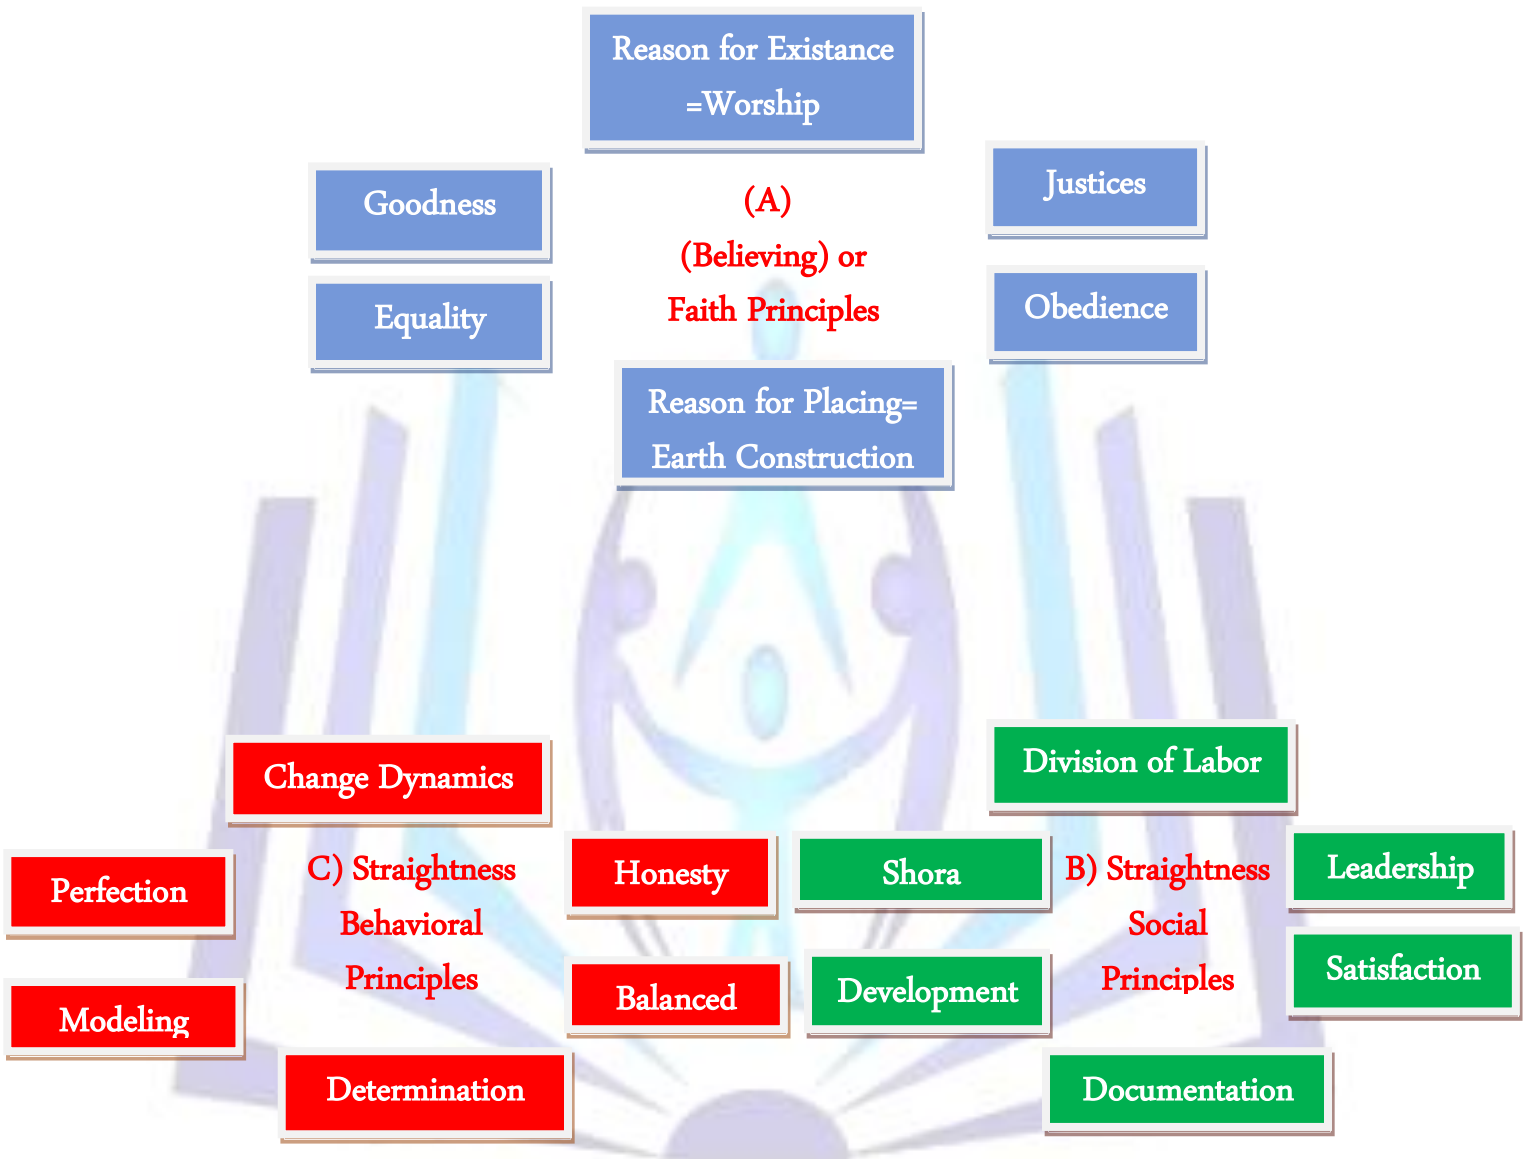 Reason for Existance
=Worship
Goodness
Justices
(A)
(Believing) or
Faith Principles
Equality
Obedience
Reason for Placing=
Earth Construction
Change Dynamics
Division of Labor
Perfection
C) Straightness
Behavioral
Principles
Honesty
Shora
B) Straightness
Social
Principles
Leadership
Modeling
Balanced
Development
Satisfaction
Determination
Documentation